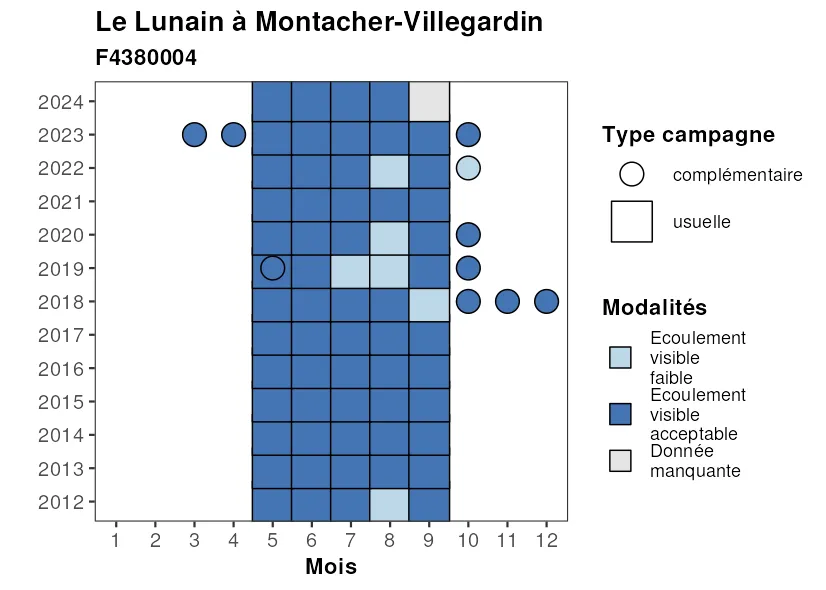 Le Lunain à Montacher-Villegardin
F4380004
2024
2023
2022
2021
2020
2019
2018
2017
2016
2015
2014
2013
2012
1 2 3 4 5 6 7 8 9 10 11 12
Mois
Type campagne
complémentaire
usuelle
Modalités
Ecoulement
visible
faible
Ecoulement
visible
acceptable
Donnée
manquante